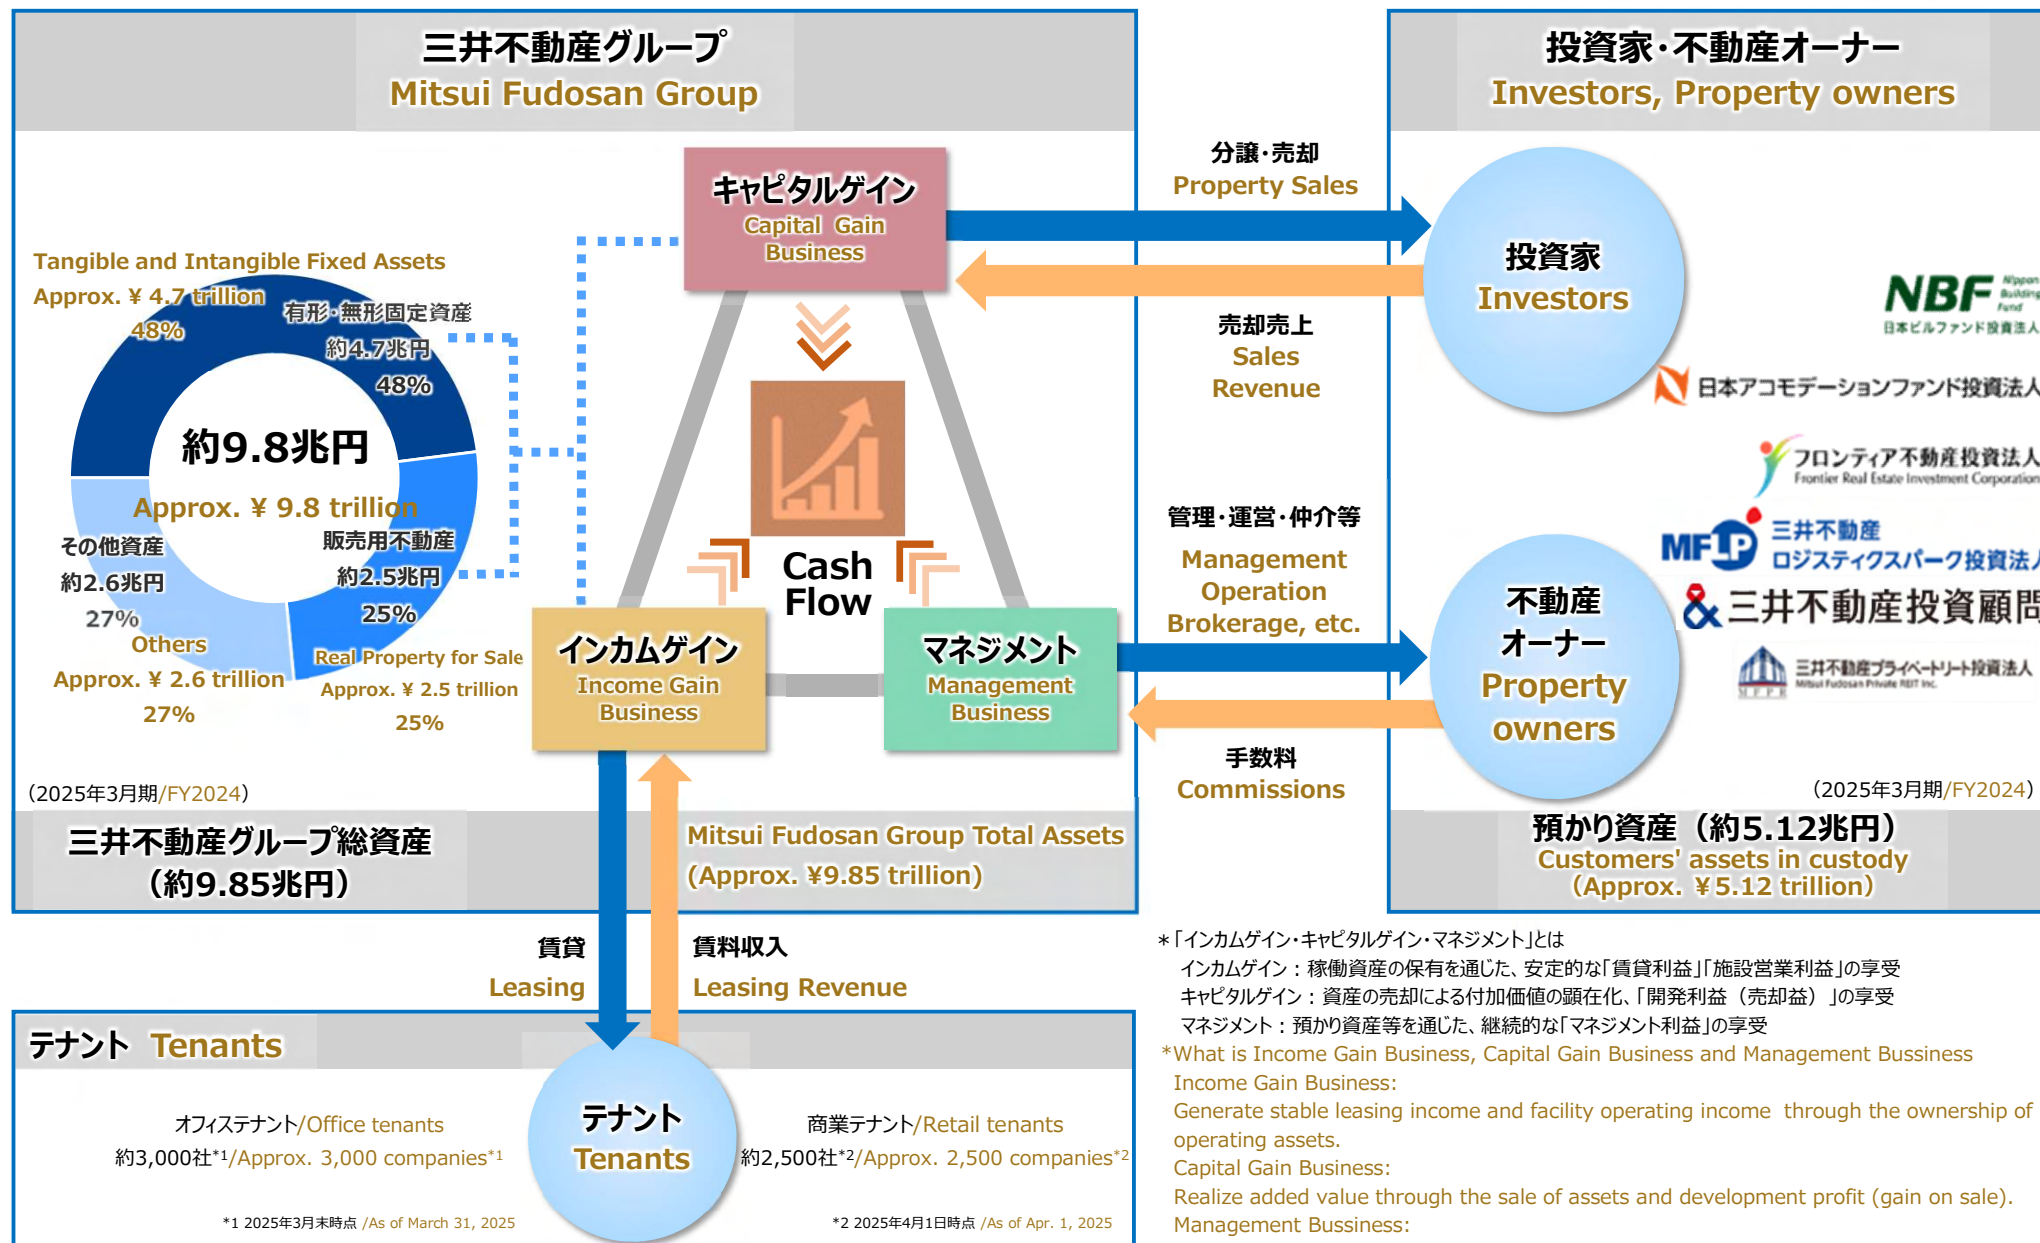 三井不動産グループ
Mitsui Fudosan Group
投資家・不動産オーナー
Investors, Property owners
キャピタルゲイン
Capital Gain
Business
分譲・売却
Property Sales
売却売上
Sales
Revenue
投資家
Investors
NBF Nippon
Building
Fund
日本ビルファンド投資法人
日本アコモデーションファンド投資法人
フロンティア不動産投資法人
Frontier Real Estate Investment Corporation
MFLP 三井不動産
ロジスティクスパーク投資法人
三井不動産投資顧問
三井不動産プライベートリート投資法人
Mitsui Fudosan Private REIT Inc.
MFPR
Tangible and Intangible Fixed Assets
Approx. ¥ 4.7 trillion
48%
有形・無形固定資産
約4.7兆円
48%
約9.8兆円
Approx. ¥ 9.8 trillion
その他資産
約2.6兆円
27%
Others
Approx. ¥ 2.6 trillion
27%
販売用不動産
約2.5兆円
25%
Real Property for Sale
Approx. ¥ 2.5 trillion
25%
Cash
Flow
インカムゲイン
Income Gain
Business
マネジメント
Management
Business
管理・運営・仲介等
Management
Operation
Brokerage, etc.
手数料
Commissions
不動産
オーナー
Property
owners
（2025年3月期/FY2024）
三井不動産グループ総資産
（約9.85兆円）
Mitsui Fudosan Group Total Assets
(Approx. ¥9.85 trillion)
（2025年3月期/FY2024）
預かり資産（約5.12兆円）
Customers' assets in custody
（Approx. ¥5.12 trillion）
賃貸
Leasing
賃料収入
Leasing Revenue
テナント Tenants
テナント
Tenants
オフィステナント/Office tenants
約3,000社*1/Approx. 3,000 companies*1
*1 2025年3月末時点 /As of March 31, 2025
商業テナント/Retail tenants
約2,500社*2/Approx. 2,500 companies*2
*2 2025年4月1日時点 /As of Apr. 1, 2025
＊「インカムゲイン・キャピタルゲイン・マネジメント」とは
インカムゲイン：稼働資産の保有を通じた、安定的な「賃貸利益」「施設営業利益」の享受
キャピタルゲイン：資産の売却による付加価値の顕在化、「開発利益（売却益）」の享受
マネジメント：預かり資産等を通じた、継続的な「マネジメント利益」の享受
*What is Income Gain Business, Capital Gain Business and Management Bussiness
Income Gain Business:
Generate stable leasing income and facility operating income through the ownership of
operating assets.
Capital Gain Business:
Realize added value through the sale of assets and development profit (gain on sale).
Management Bussiness: